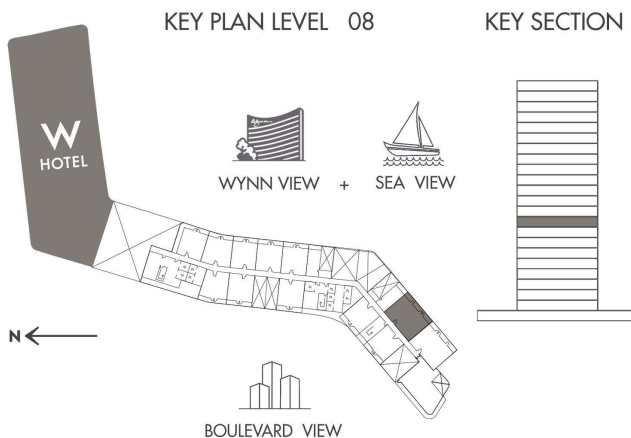 KEY PLAN LEVEL 08
KEY SECTION
W
HOTEL
WYNN VIEW + SEA VIEW
N
BOULEVARD VIEW